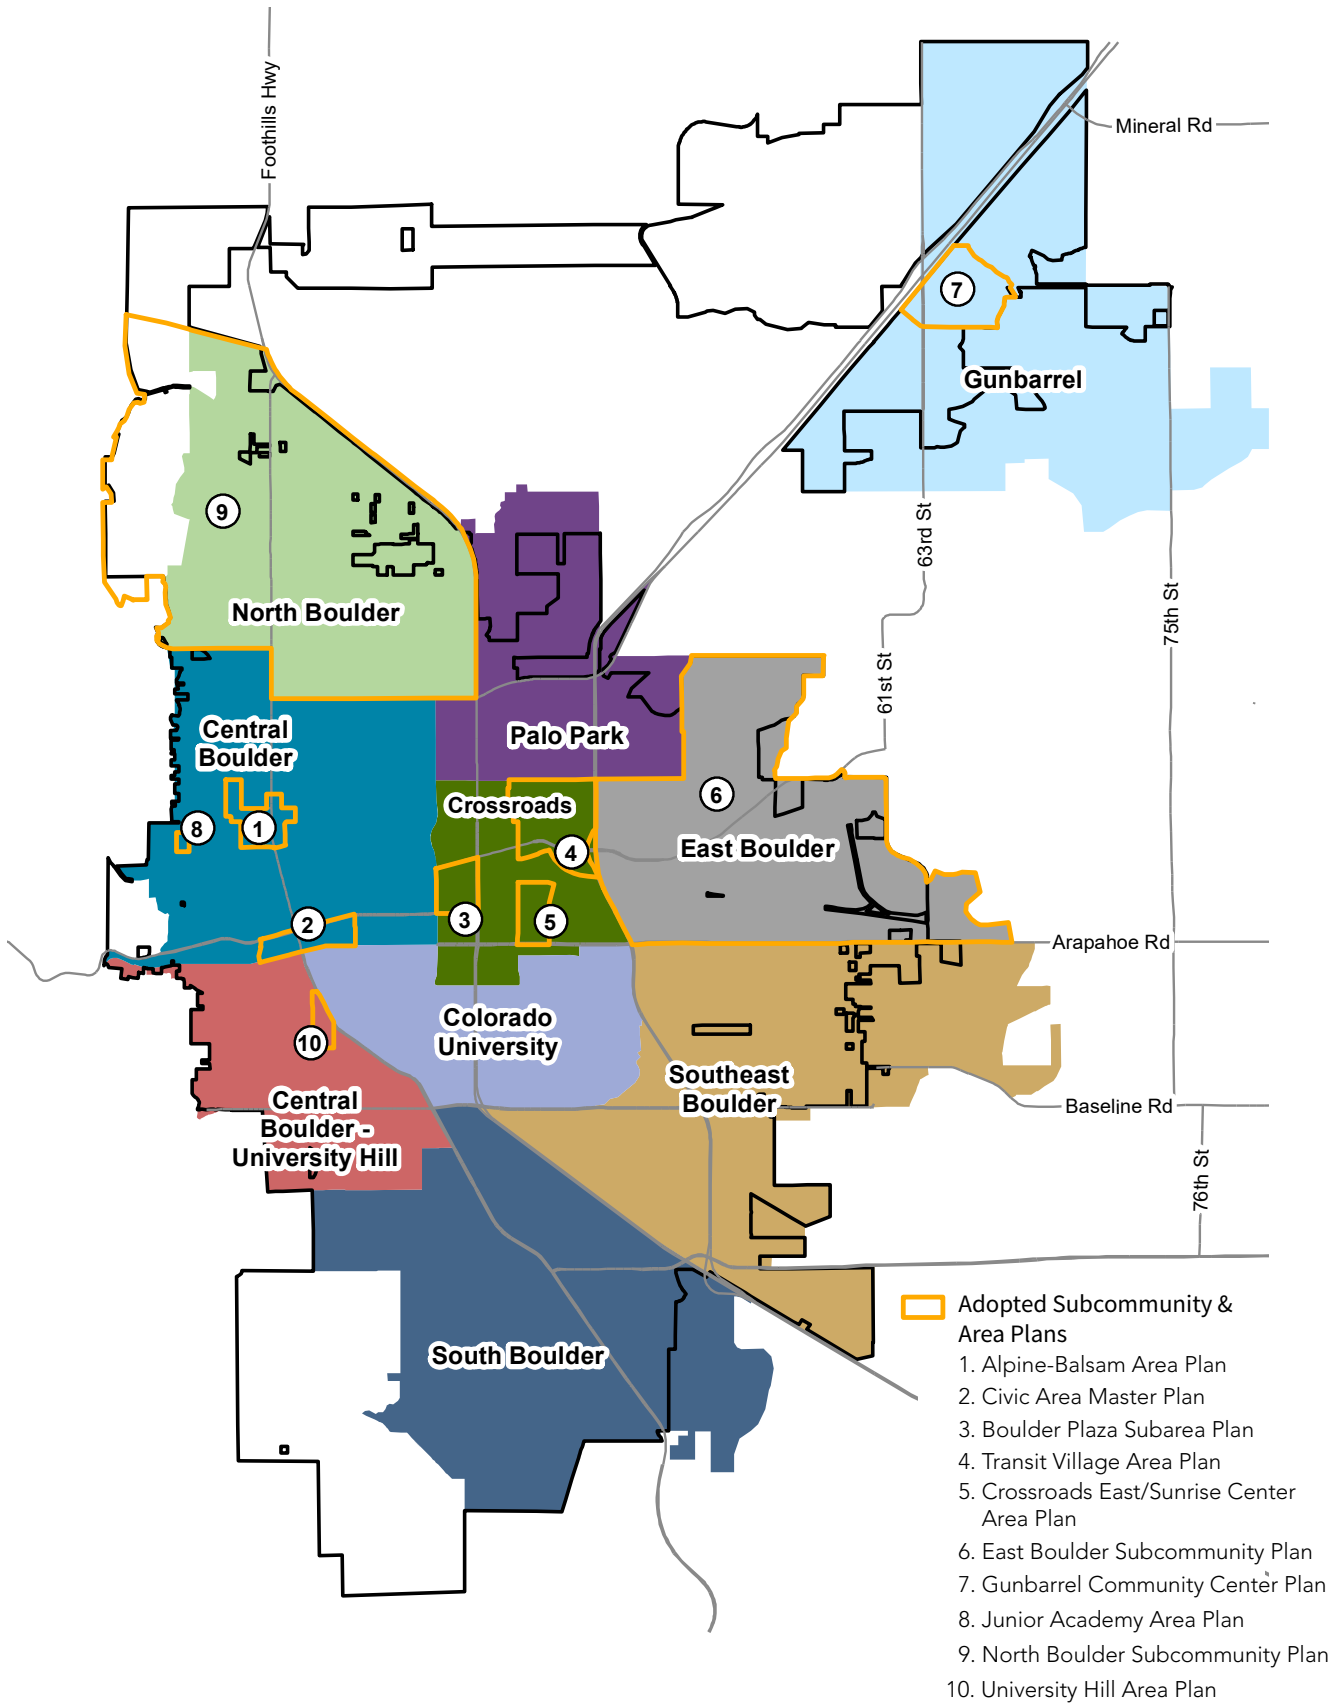 Foothills Hwy
Mineral Rd
7
Gunbarrel
9
63rd St
North Boulder
75th St
61st St
Central
Boulder
Palo Park
6
Crossroads
8
1
4
East Boulder
2
3
5
Arapahoe Rd
Colorado
University
10
Southeast
Boulder
Central
Boulder -
University Hill
Baseline Rd
76th St
South Boulder
Adopted Subcommunity &
Area Plans
1. Alpine-Balsam Area Plan
2. Civic Area Master Plan
3. Boulder Plaza Subarea Plan
4. Transit Village Area Plan
5. Crossroads East/Sunrise Center
Area Plan
6. East Boulder Subcommunity Plan
7. Gunbarrel Community Center Plan
8. Junior Academy Area Plan
9. North Boulder Subcommunity Plan
10. University Hill Area Plan